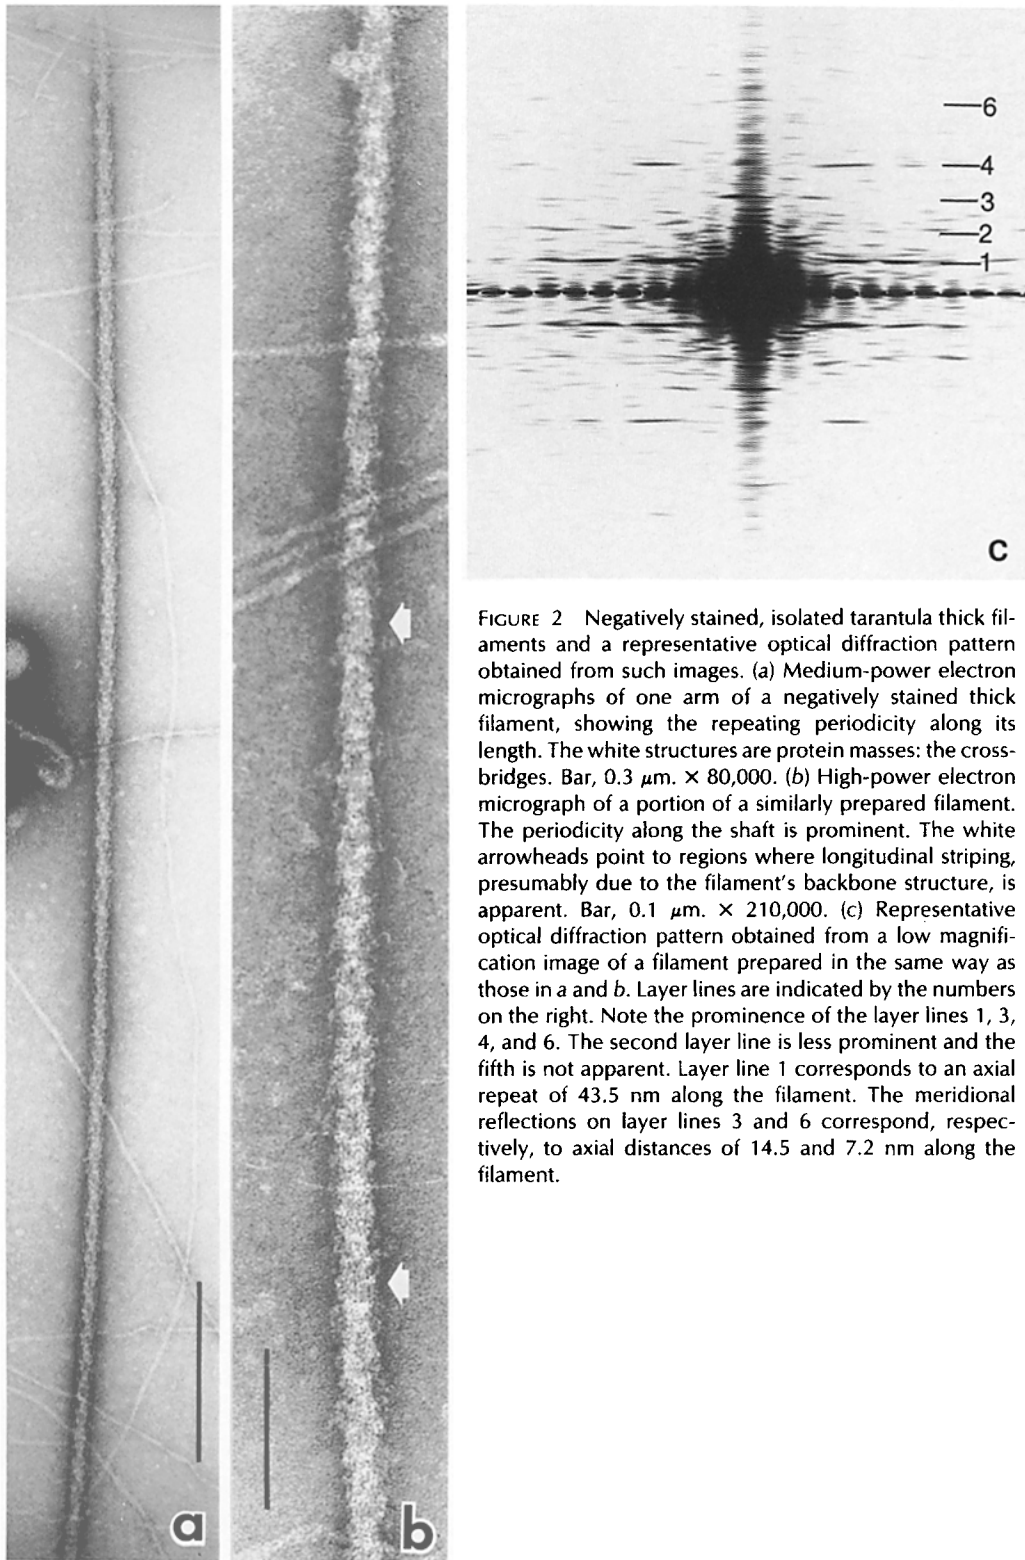 6
4
3
2
1
a
b
c
FIGURE 2 Negatively stained, isolated tarantula thick fil-
aments and a representative optical diffraction pattern
obtained from such images. (a) Medium-power electron
micrographs of one arm of a negatively stained thick
filament, showing the repeating periodicity along its
length. The white structures are protein masses: the cross-
bridges. Bar, 0.3 μm. × 80,000. (b) High-power electron
micrograph of a portion of a similarly prepared filament.
The periodicity along the shaft is prominent. The white
arrowheads point to regions where longitudinal striping,
presumably due to the filament's backbone structure, is
apparent. Bar, 0.1 μm. × 210,000. (c) Representative
optical diffraction pattern obtained from a low magnifi-
cation image of a filament prepared in the same way as
those in a and b. Layer lines are indicated by the numbers
on the right. Note the prominence of the layer lines 1, 3,
4, and 6. The second layer line is less prominent and the
fifth is not apparent. Layer line 1 corresponds to an axial
repeat of 43.5 nm along the filament. The meridional
reflections on layer lines 3 and 6 correspond, respec-
tively, to axial distances of 14.5 and 7.2 nm along the
filament.